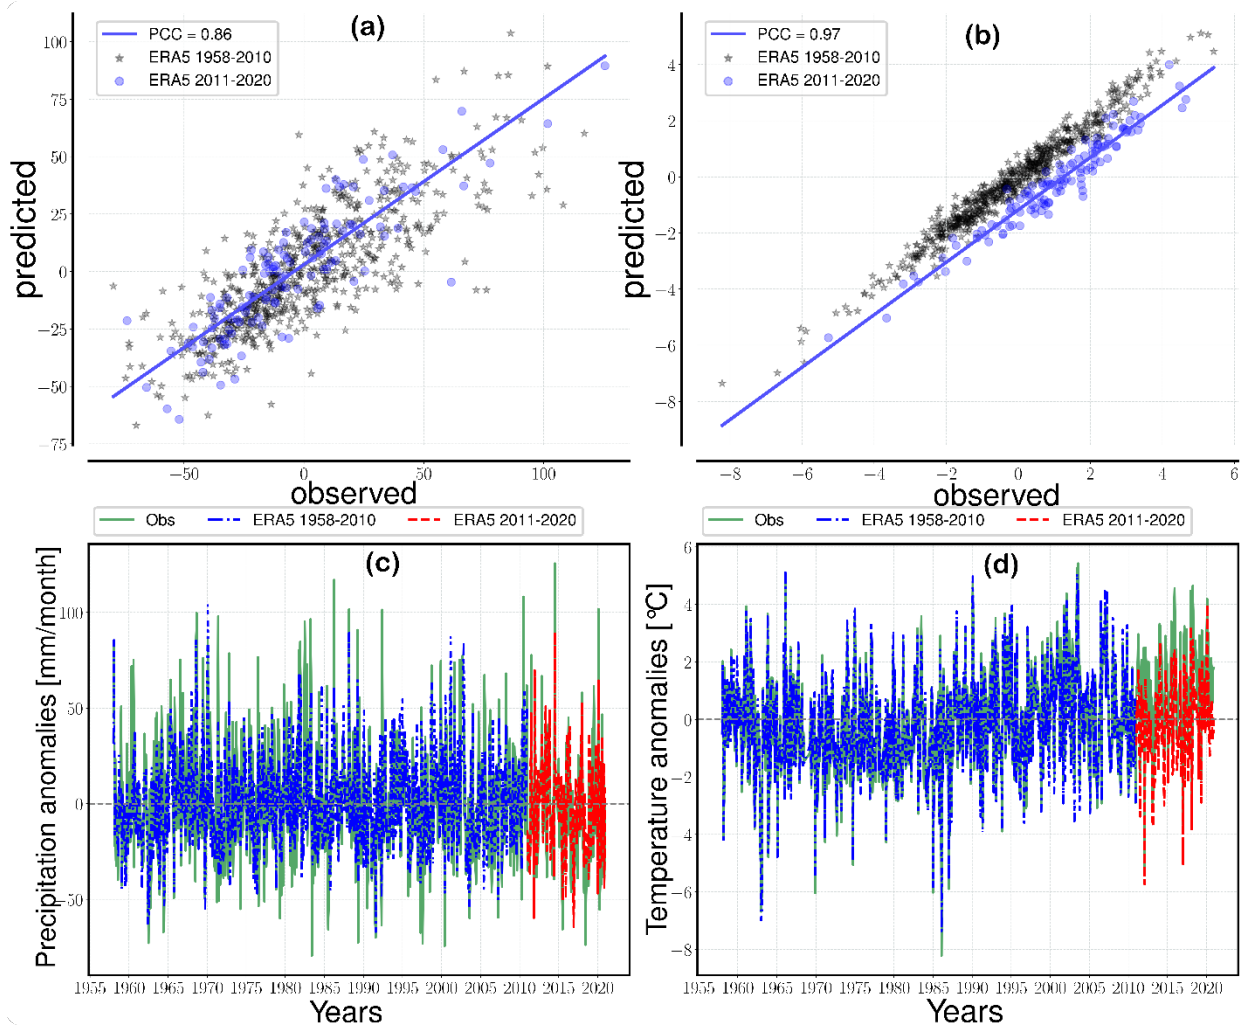 (a)
PCC = 0.86
ERA5 1958-2010
ERA5 2011-2020
100
75
50
25
0
−25
−50
−75
predicted
−50
0
50
100
observed
(b)
PCC = 0.97
ERA5 1958-2010
ERA5 2011-2020
4
2
0
−2
−4
−6
−8
predicted
−8
−6
−4
−2
0
2
4
6
observed
Obs
ERA5 1958-2010
ERA5 2011-2020
(c)
Precipitation anomalies [mm/month]
100
50
0
−50
1955 1960 1965 1970 1975 1980 1985 1990 1995 2000 2005 2010 2015 2020
Years
Obs
ERA5 1958-2010
ERA5 2011-2020
(d)
Temperature anomalies [°C]
6
4
2
0
−2
−4
−6
−8
1955 1960 1965 1970 1975 1980 1985 1990 1995 2000 2005 2010 2015 2020
Years